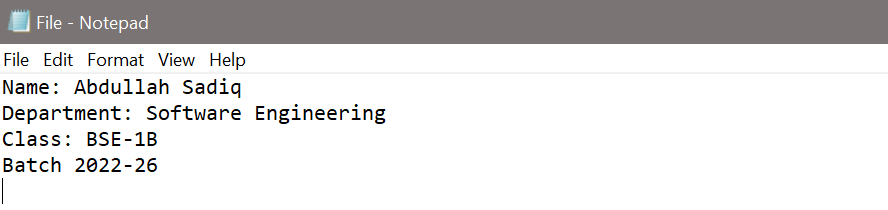 File - Notepad
File Edit Format View Help
Name: Abdullah Sadiq
Department: Software Engineering
Class: BSE-1B
Batch 2022-26